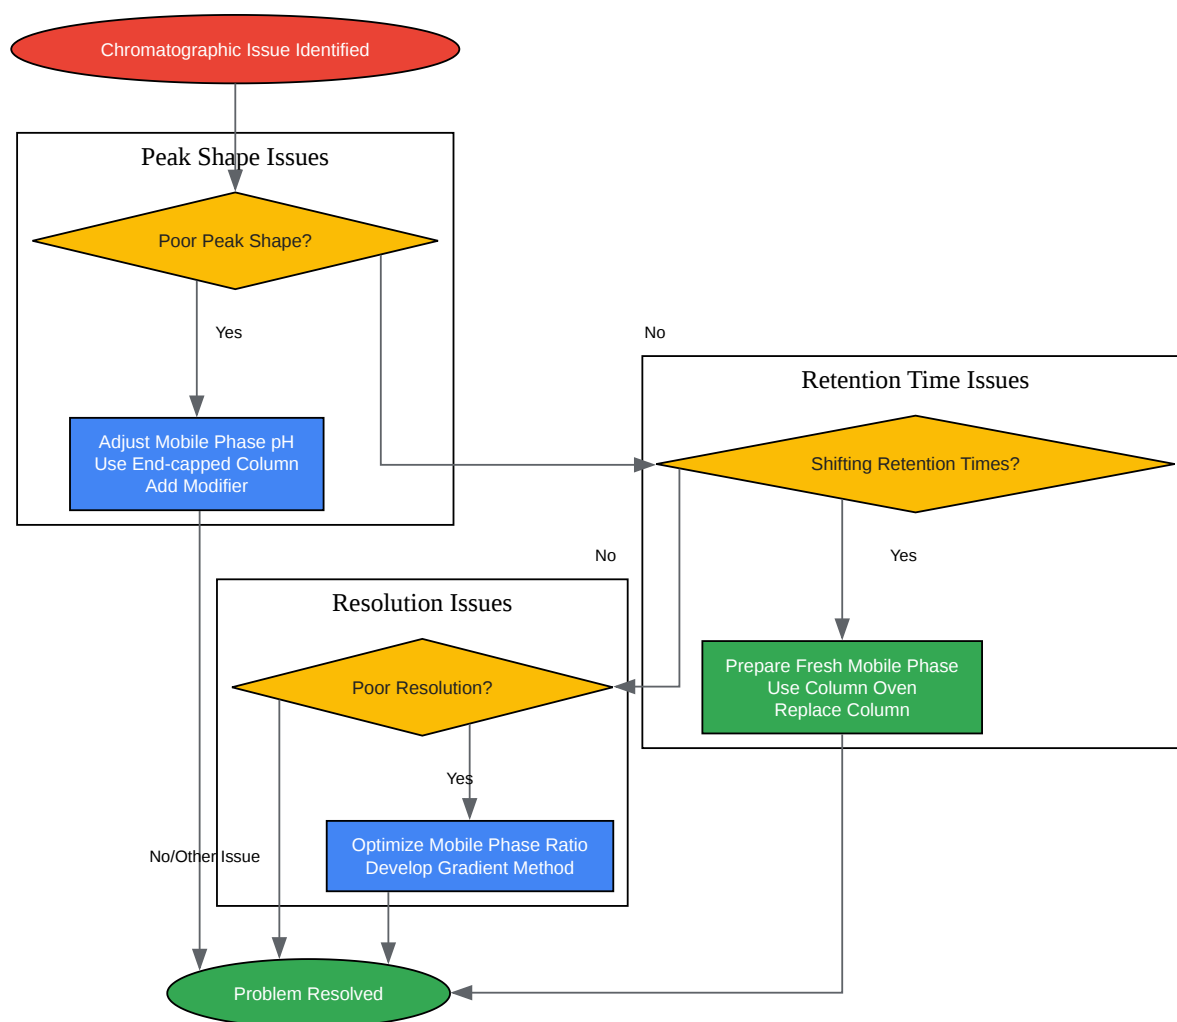 Chromatographic Issue Identified
Peak Shape Issues
Poor Peak Shape?
Yes
No
Adjust Mobile Phase pH
Use End-capped Column
Add Modifier
Retention Time Issues
Shifting Retention Times?
Yes
No
Prepare Fresh Mobile Phase
Use Column Oven
Replace Column
Resolution Issues
Poor Resolution?
Yes
No/Other Issue
Optimize Mobile Phase Ratio
Develop Gradient Method
Problem Resolved